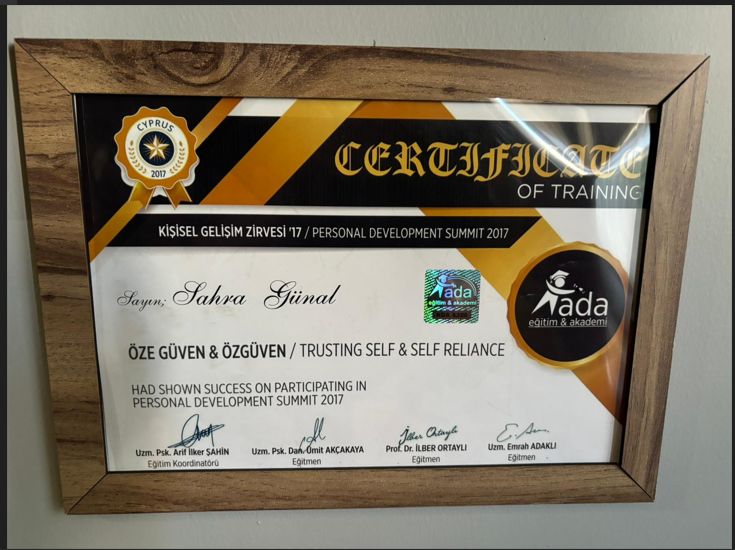 CYPRUS
2017
CERTIFICATE
OF TRAINING
KİŞİSEL GELİŞİM ZİRVESİ '17 / PERSONAL DEVELOPMENT SUMMIT 2017
Sayın; Sahra Günal
ada
eğitim & akademi
ada
eğitim & akademi
ÖZE GÜVEN & ÖZGÜVEN / TRUSTING SELF & SELF RELIANCE
HAD SHOWN SUCCESS ON PARTICIPATING IN
PERSONAL DEVELOPMENT SUMMIT 2017
İlber Ortaylı
Uzm. Psk. Arif İlker ŞAHİN
Eğitim Koordinatörü
Uzm. Psk. Dan. Ümit AKÇAKAYA
Eğitmen
Prof. Dr. İLBER ORTAYLI
Eğitmen
Uzm. Emrah ADAKLI
Eğitmen